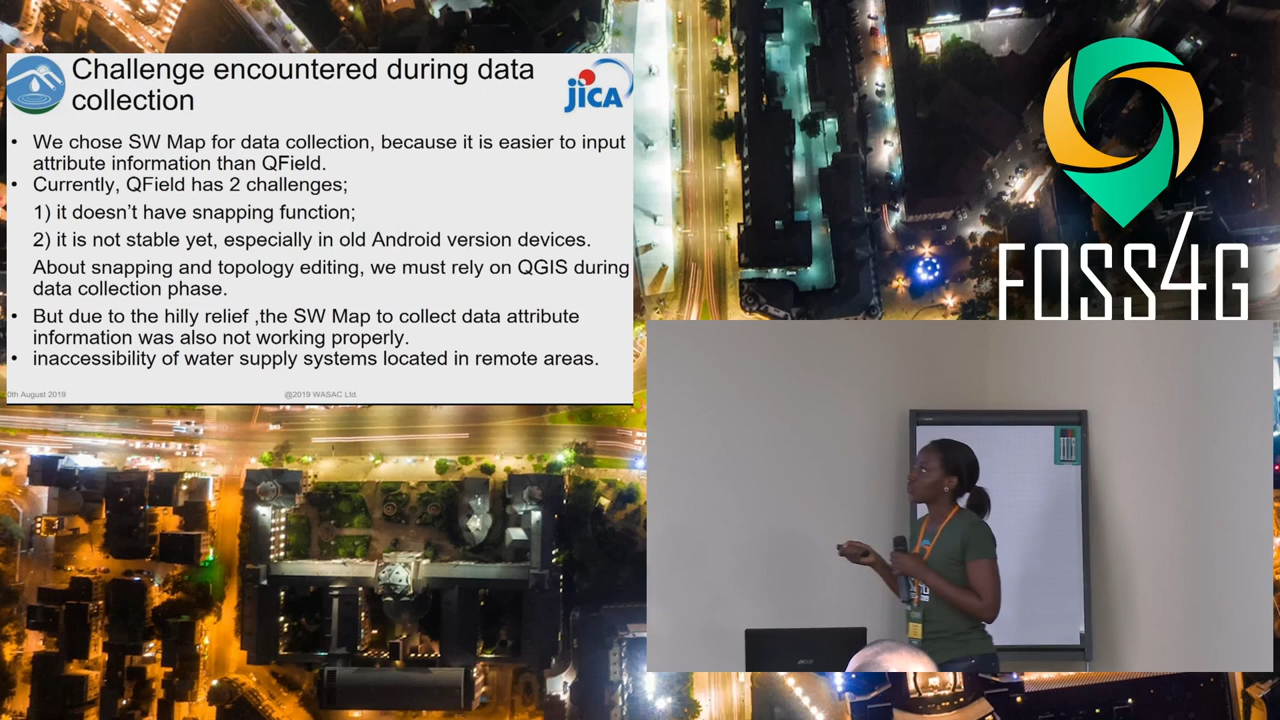 Challenge encountered during data
collection
JICA
• We chose SW Map for data collection, because it is easier to input
attribute information than QField.
• Currently, QField has 2 challenges;
1) it doesn't have snapping function;
2) it is not stable yet, especially in old Android version devices.
About snapping and topology editing, we must rely on QGIS during
data collection phase.
• But due to the hilly relief ,the SW Map to collect data attribute
information was also not working properly.
• inaccessibility of water supply systems located in remote areas.
0th August 2019
@2019 WASAC Ltd.
FOSS4G
acer